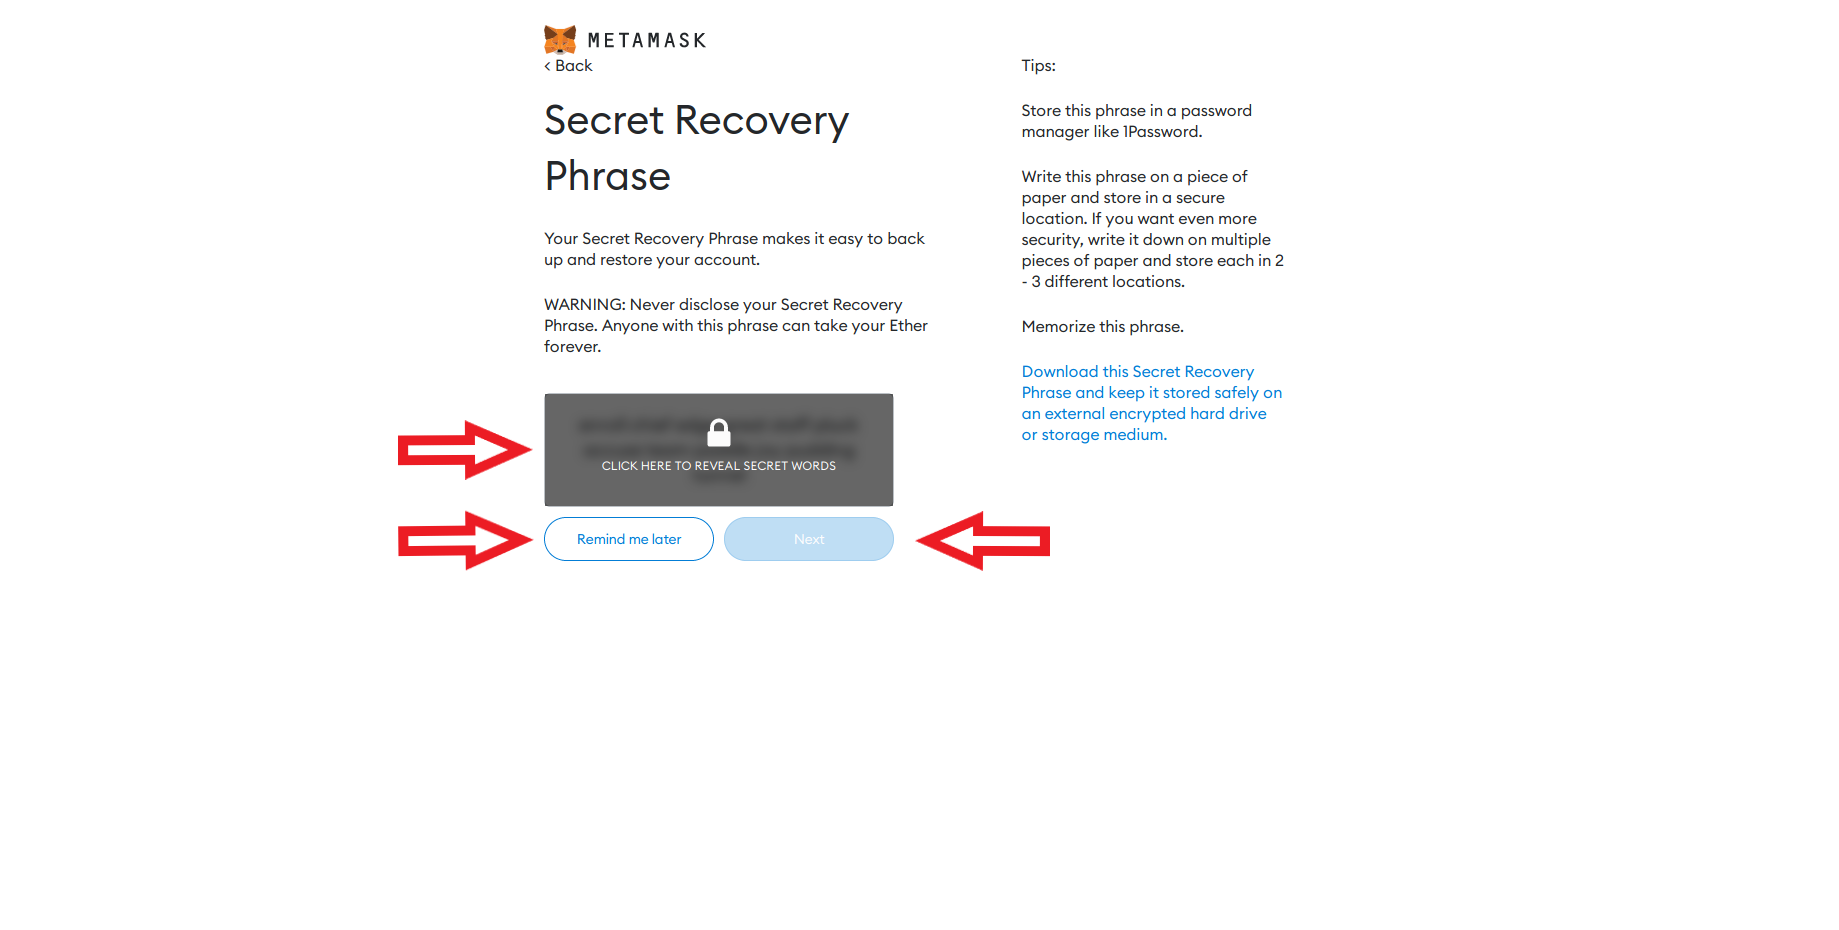 METAMASK
< Back
Secret Recovery
Phrase
Your Secret Recovery Phrase makes it easy to back
up and restore your account.
WARNING: Never disclose your Secret Recovery
Phrase. Anyone with this phrase can take your Ether
forever.
CLICK HERE TO REVEAL SECRET WORDS
Remind me later
Next
Tips:
Store this phrase in a password
manager like 1Password.
Write this phrase on a piece of
paper and store in a secure
location. If you want even more
security, write it down on multiple
pieces of paper and store each in 2
- 3 different locations.
Memorize this phrase.
Download this Secret Recovery
Phrase and keep it stored safely on
an external encrypted hard drive
or storage medium.